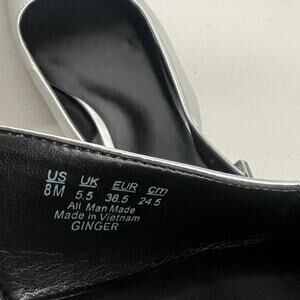 US UK EUR cm
8M 5.5 38.5 24.5
All Man Made
Made in Vietnam
GINGER